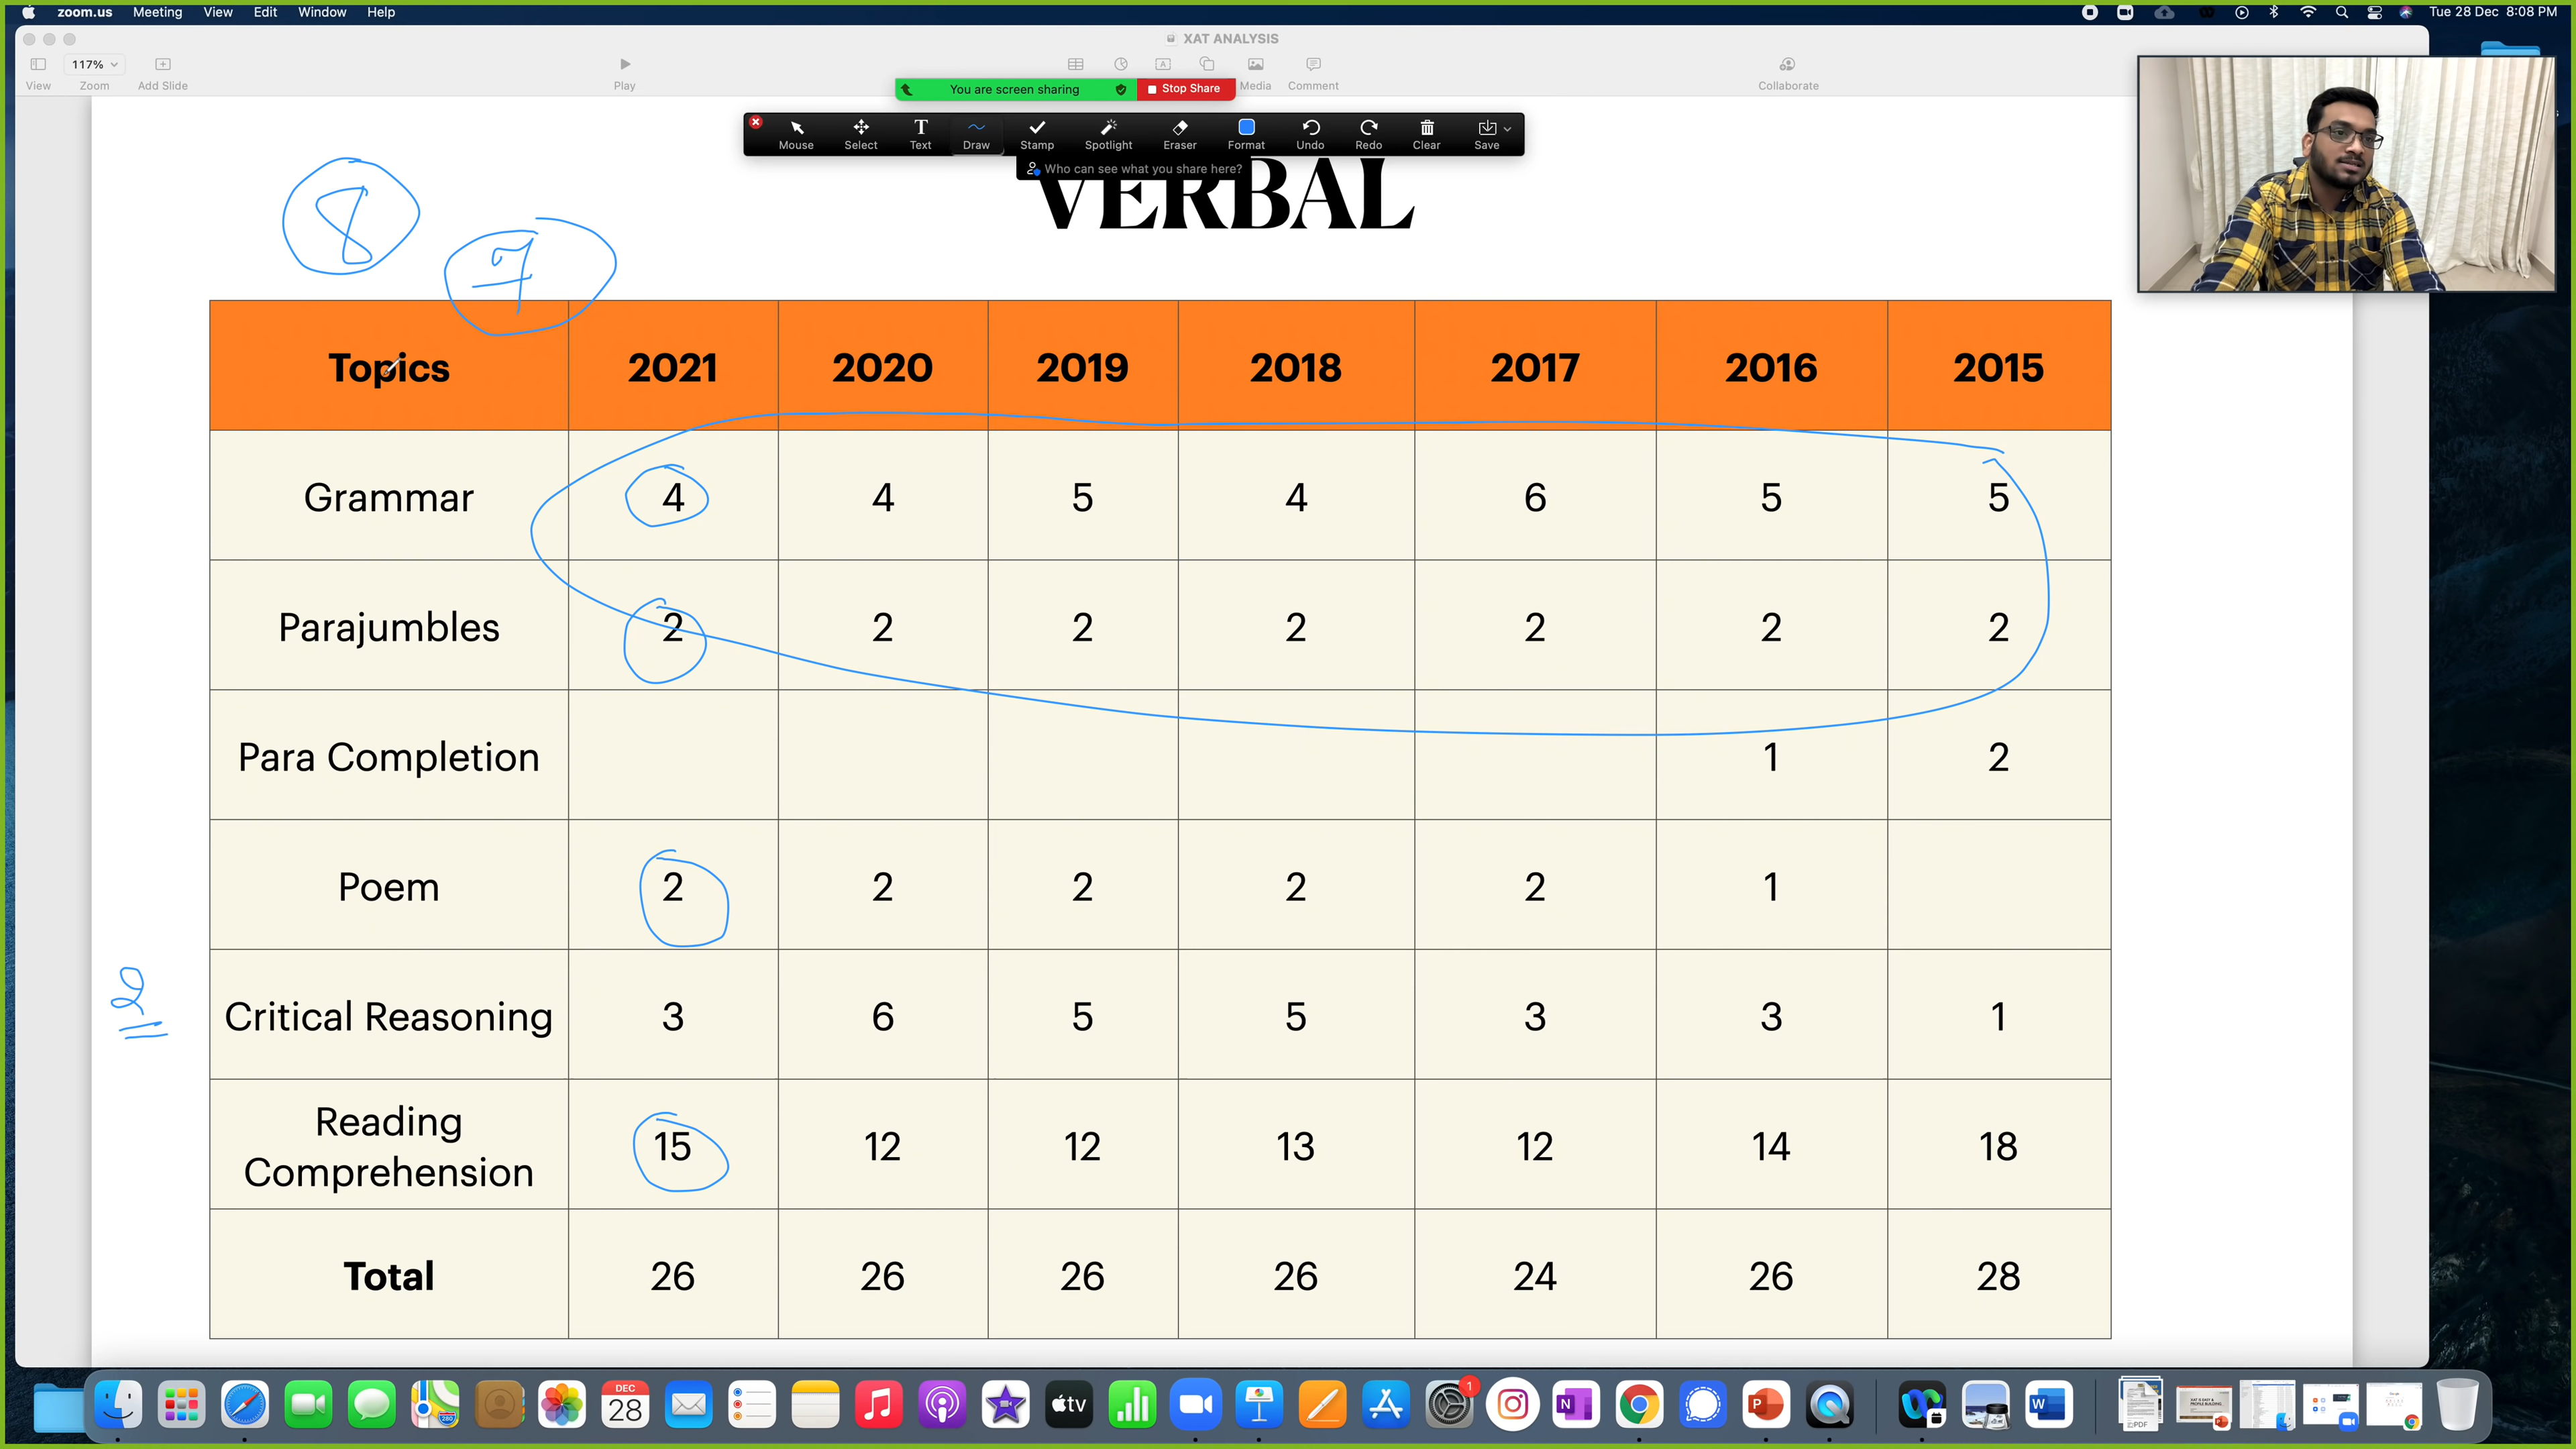 zoom.us Meeting View Edit Window Help
Tue 28 Dec 8:08 PM
XAT ANALYSIS
117%
View Zoom Add Slide Play Media Comment Collaborate
You are screen sharing Stop Share
Mouse Select Text Draw Stamp Spotlight Eraser Format Undo Redo Clear Save
Who can see what you share here?
VERBAL
8
7
Topics 2021 2020 2019 2018 2017 2016 2015
Grammar 4 4 5 4 6 5 5
Parajumbles 2 2 2 2 2 2 2
Para Completion 1 2
Poem 2 2 2 2 2 1
2
Critical Reasoning 3 6 5 5 3 3 1
Reading
Comprehension 15 12 12 13 12 14 18
Total 26 26 26 26 24 26 28
DEC
28
280
tv
1
N
P
W
PDF